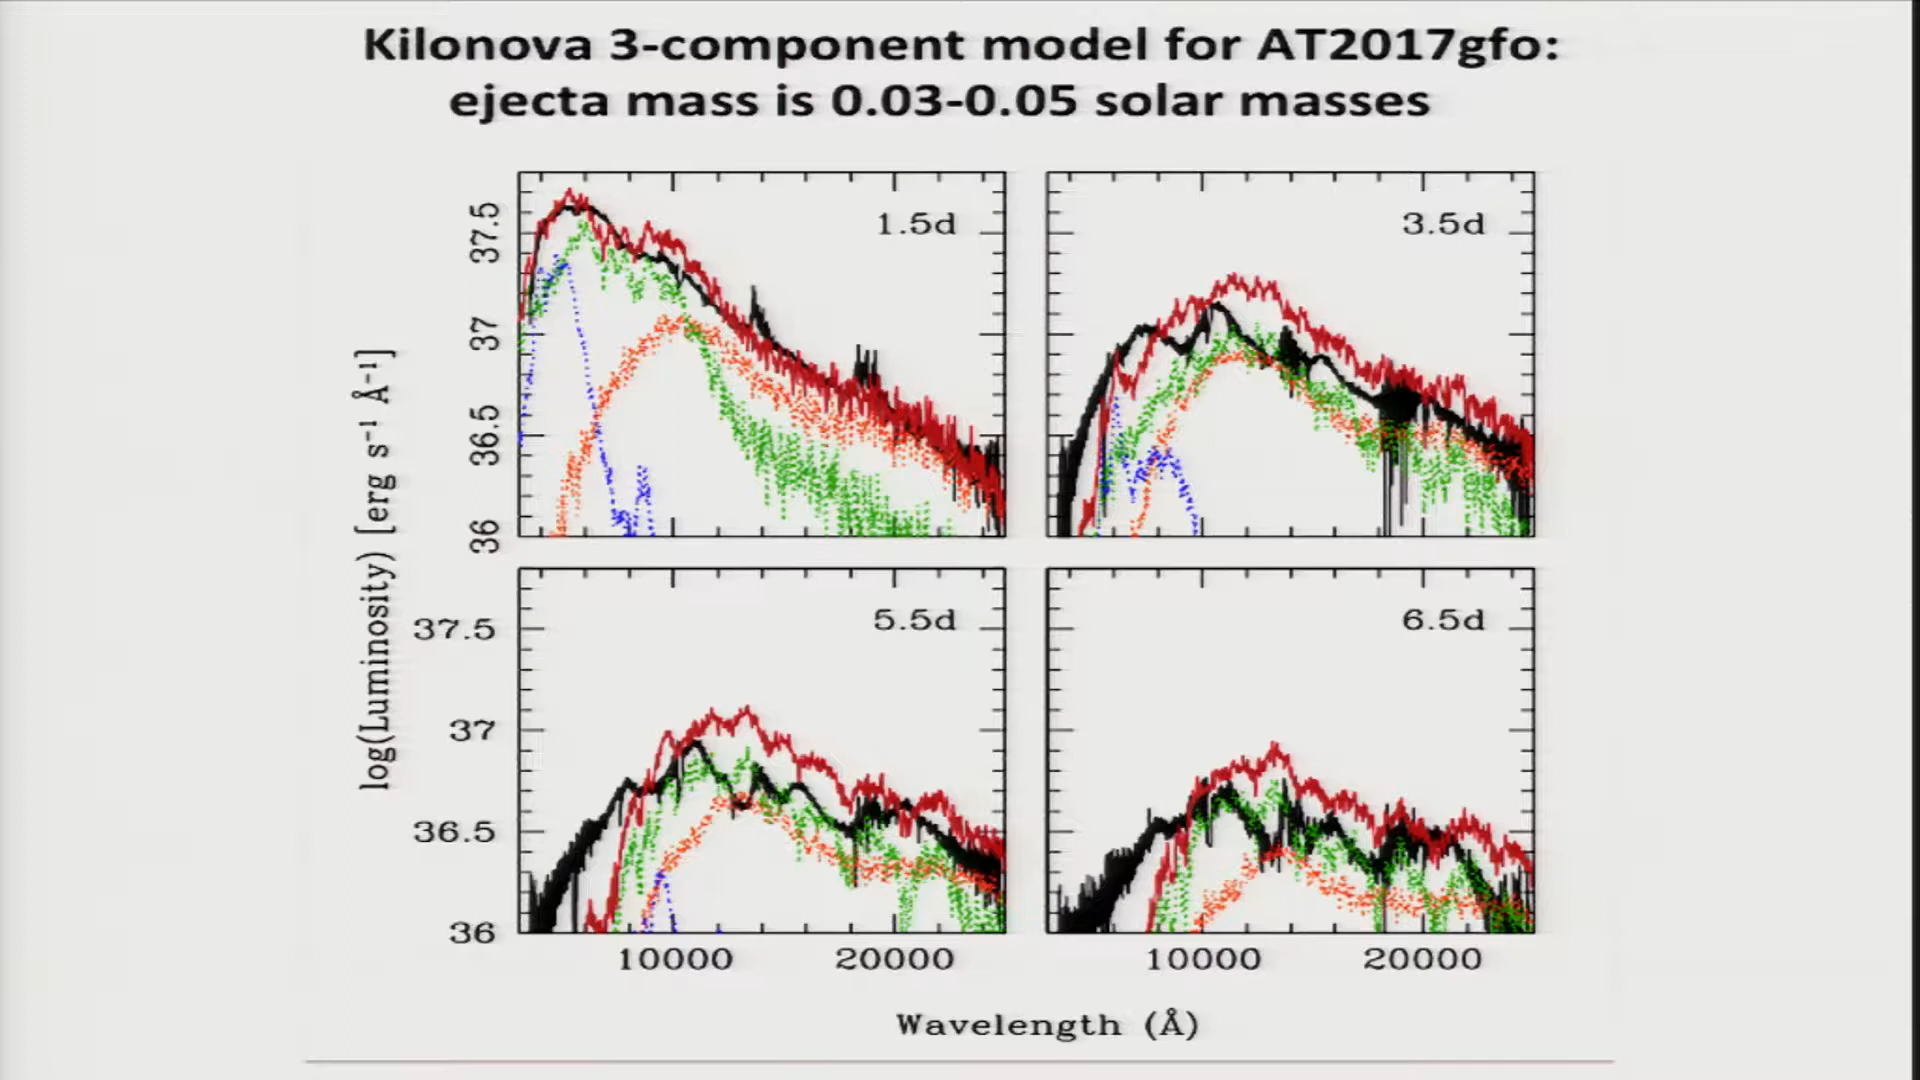 Kilonova 3-component model for AT2017gfo:
ejecta mass is 0.03-0.05 solar masses
1.5d
3.5d
37.5
37
36.5
36
log(Luminosity) [erg s⁻¹ Å⁻¹]
5.5d
6.5d
37.5
37
36.5
36
10000 20000
10000 20000
Wavelength (Å)